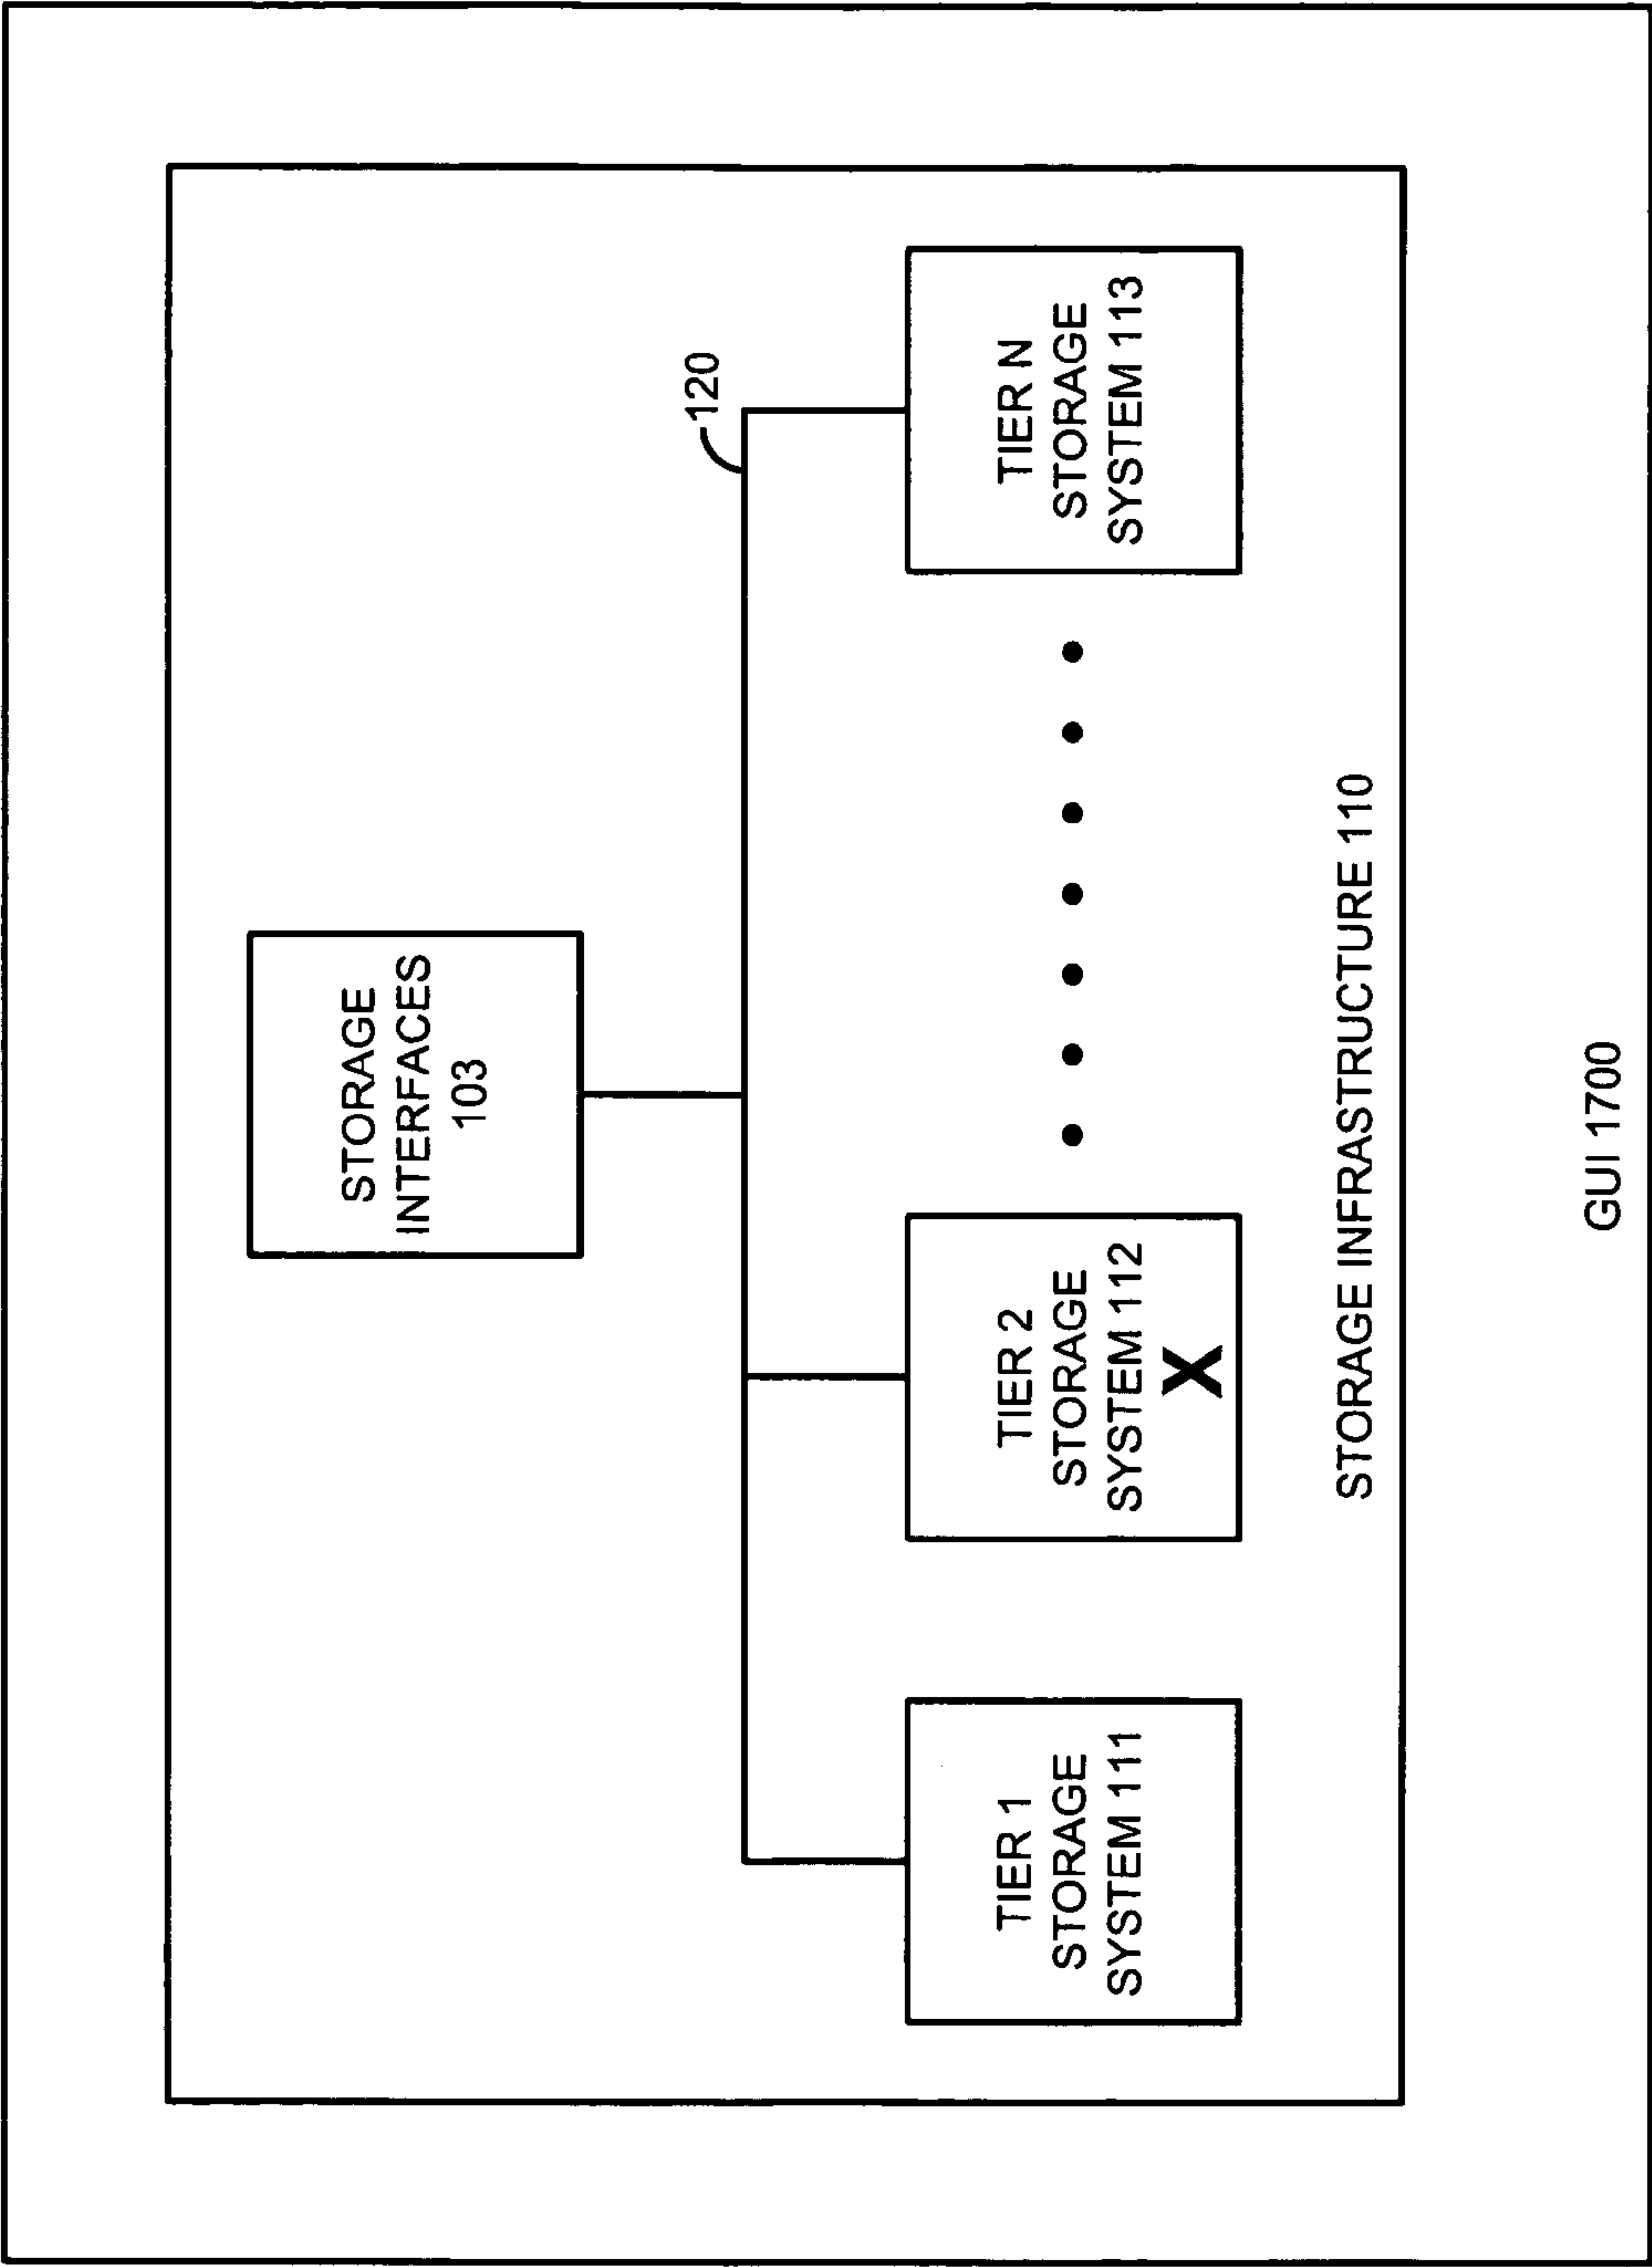 STORAGE
INTERFACES
103
120
TIER 1
STORAGE
SYSTEM 111
TIER 2
STORAGE
SYSTEM 112
X
TIER N
STORAGE
SYSTEM 113
STORAGE INFRASTRUCTURE 110
GUI 1700